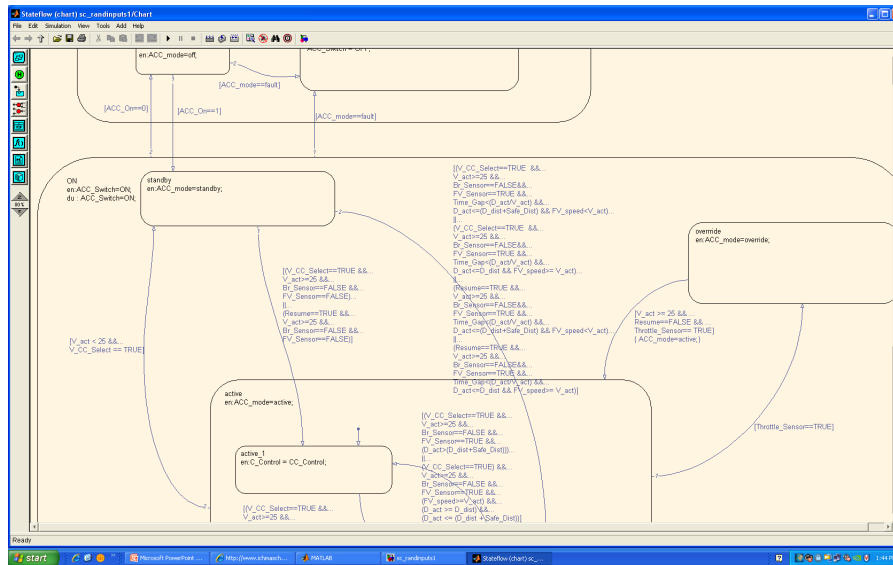 Stateflow (chart) sc_randinputs1/Chart
File Edit Simulation View Tools Add Help
en:ACC_mode=off;
[ACC_mode==fault]
[ACC_On==0]
[ACC_On==1]
[ACC_mode==fault]
ON
en:ACC_Switch=ON;
du : ACC_Switch=ON;
standby
en:ACC_mode=standby;
[(V_CC_Select==TRUE &&...
V_act>=25 &&...
Br_Sensor==FALSE&&...
FV_Sensor==TRUE &&...
Time_Gap<(D_act/V_act) &&...
D_act<=(D_dist+Safe_Dist) && FV_speed<V_act)...
||...
(V_CC_Select==TRUE &&...
V_act>=25 &&...
Br_Sensor==FALSE&&...
FV_Sensor==TRUE &&...
Time_Gap<(D_act/V_act) &&...
D_act<=D_dist && FV_speed>= V_act)...
||...
(Resume==TRUE &&...
V_act>=25 &&...
Br_Sensor==FALSE&&...
FV_Sensor==TRUE &&...
Time_Gap<(D_act/V_act) &&...
D_act<=(D_dist+Safe_Dist) && FV_speed<V_act)...
||...
(Resume==TRUE &&...
V_act>=25 &&...
Br_Sensor==FALSE&&...
FV_Sensor==TRUE &&...
Time_Gap<(D_act/V_act) &&...
D_act<=D_dist && FV_speed>= V_act)]
override
en:ACC_mode=override;
[(V_CC_Select==TRUE &&...
V_act>=25 &&...
Br_Sensor==FALSE &&...
FV_Sensor==FALSE)...
||...
(Resume==TRUE &&...
V_act>=25 &&...
Br_Sensor==FALSE &&...
FV_Sensor==FALSE)]
[V_act >= 25 &&...
Resume==FALSE &&...
Throttle_Sensor== TRUE]
{ ACC_mode=active;}
[V_act < 25 &&...
V_CC_Select == TRUE]
active
en:ACC_mode=active;
[(V_CC_Select==TRUE &&...
V_act>=25 &&...
Br_Sensor==FALSE &&...
FV_Sensor==TRUE &&...
(D_act>(D_dist+Safe_Dist)))...
||...
(V_CC_Select==TRUE) &&...
V_act>=25 &&...
Br_Sensor==FALSE &&...
FV_Sensor==TRUE &&...
(FV_speed>=V_act) &&...
(D_act >= D_dist) &&...
(D_act <= (D_dist + Safe_Dist))]
[Throttle_Sensor==TRUE]
active_1
en:C_Control = CC_Control;
[(V_CC_Select==TRUE &&...
V_act>=25 &&...
80%
Ready
start
Microsoft PowerPoint ...
http://www.ichmasch...
MATLAB
sc_randinputs1
Stateflow (chart) sc_...
1:44 PM